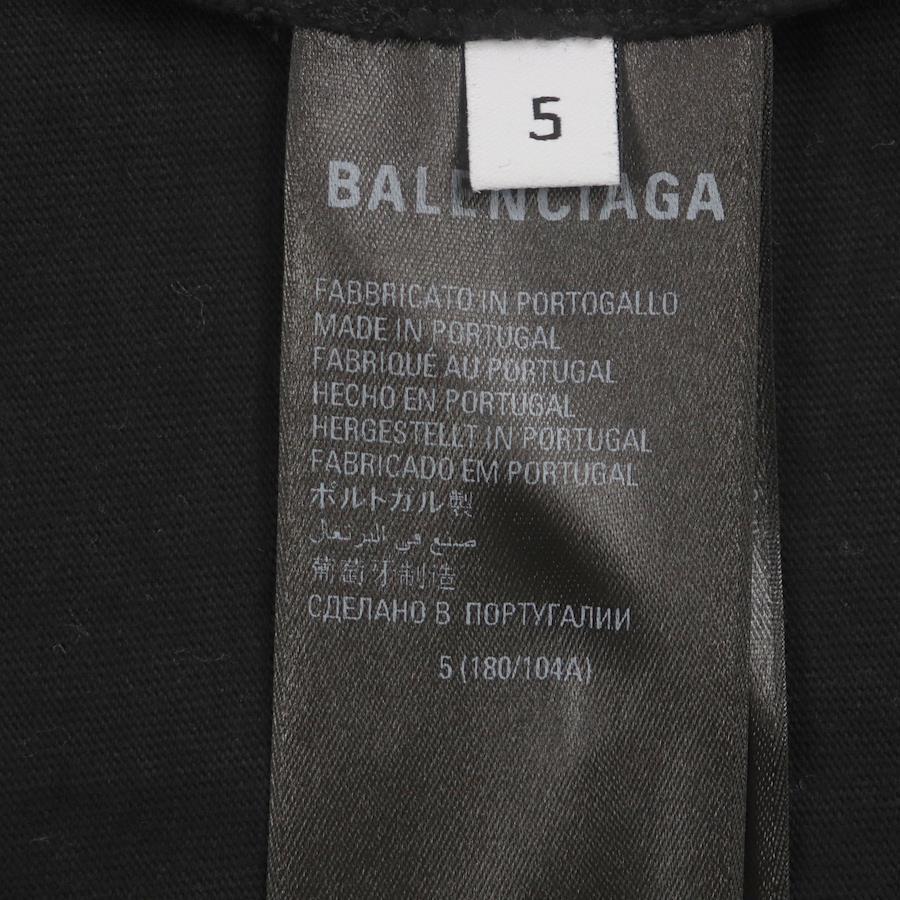 5
BALENCIAGA
FABBRICATO IN PORTOGALLO
MADE IN PORTUGAL
FABRIQUÉ AU PORTUGAL
HECHO EN PORTUGAL
HERGESTELLT IN PORTUGAL
FABRICADO EM PORTUGAL
ポルトガル製
صنع في البرتغال
葡萄牙制造
СДЕЛАНО В ПОРТУГАЛИИ
5 (180/104A)